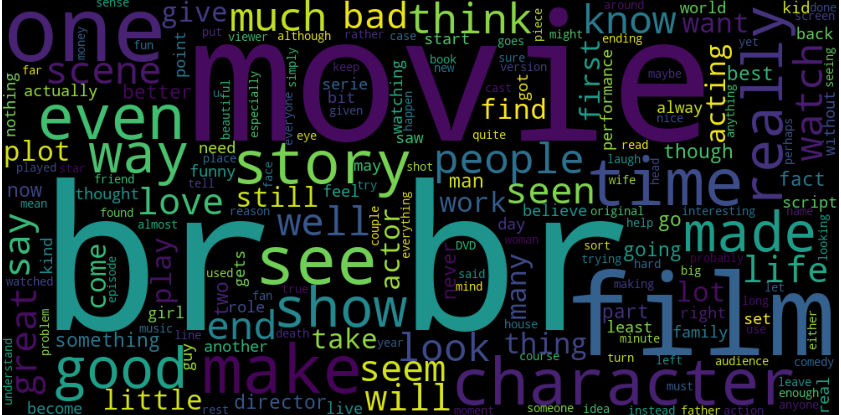 movie
br br
film
one
time
story
see
made
character
make
good
even
way
show
really
much
bad
think
know
scene
people
seen
watch
acting
first
find
great
say
will
well
love
end
look
thing
life
little
seem
plot
still
actor
many
play
work
take
lot
want
give
best
better
actually
nothing
point
start
watching
serie
bit
got
performance
though
always
fact
script
without
back
world
kid
done
screen
seeing
perhaps
anything
maybe
nice
might
piece
ending
goes
sure
version
book
new
cast
quite
read
keep
given
case
rather
put
although
viewer
fun
money
sense
far
simply
everyone
especially
beautiful
eye
happen
saw
need
place
funny
tell
face
may
shot
feel
try
man
believe
original
laugh
wife
head
go
going
help
interesting
name
looking
real
either
yet
around
played
star
friend
thought
now
mean
found
almost
kind
watched
problem
understand
become
something
come
episode
used
gets
two
girl
role
fan
true
reason
couple
everything
DVD
mind
said
never
day
woman
sort
trying
hard
big
probably
let
making
long
use
set
right
part
least
minute
family
house
course
turn
left
audience
comedy
must
leave
enough
anyone
action
father
instead
idea
someone
moment
live
director
rest
year
death
another
line
music
guy